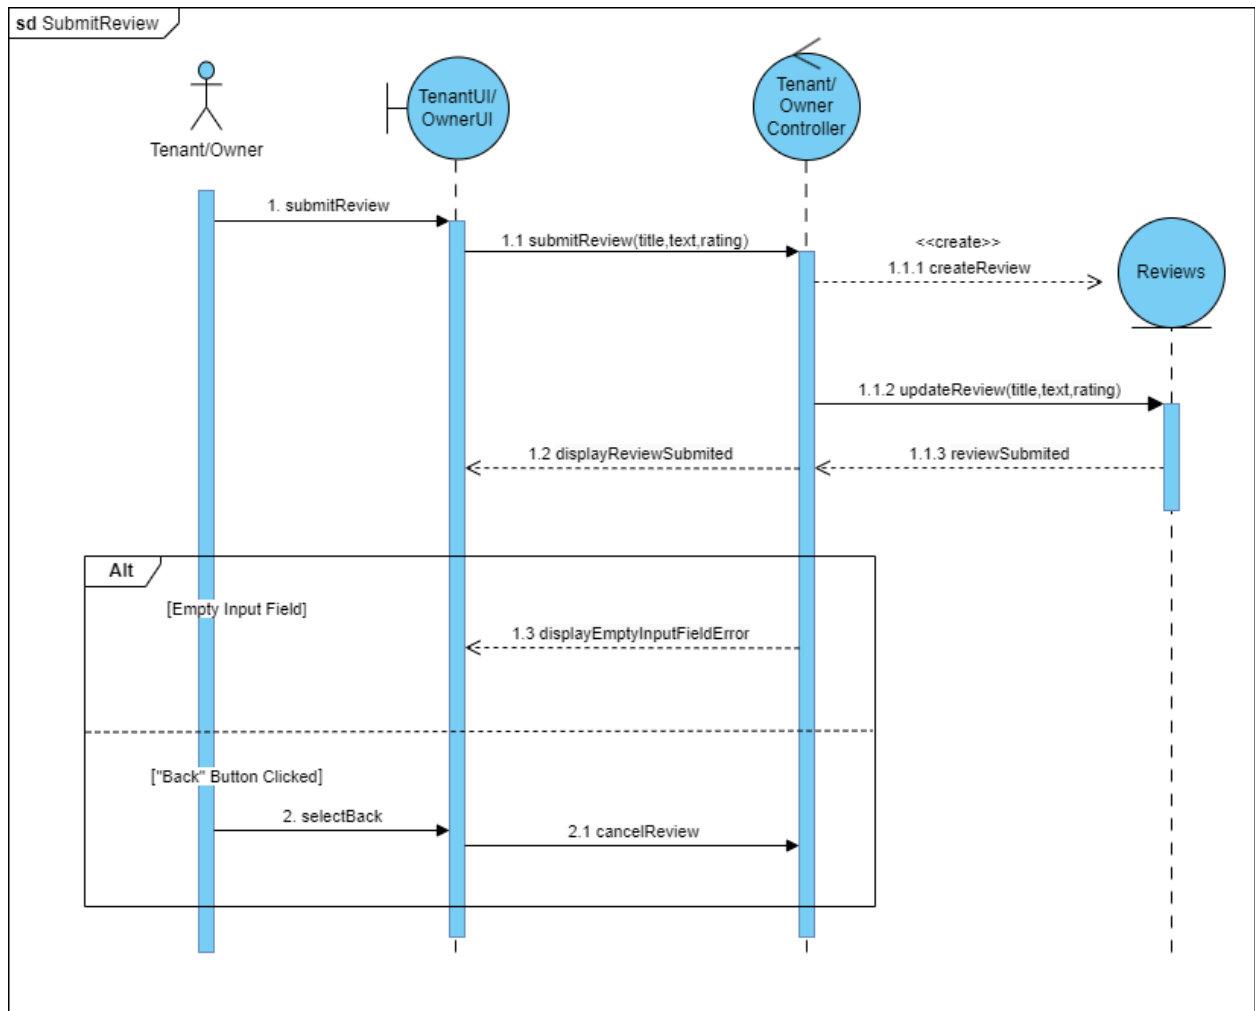 sd SubmitReview
Tenant/Owner
TenantUI/
OwnerUI
Tenant/
Owner
Controller
1. submitReview
1.1 submitReview(title,text,rating)
<<create>>
1.1.1 createReview
Reviews
1.1.2 updateReview(title,text,rating)
1.2 displayReviewSubmited
1.1.3 reviewSubmited
Alt
[Empty Input Field]
1.3 displayEmptyInputFieldError
["Back" Button Clicked]
2. selectBack
2.1 cancelReview